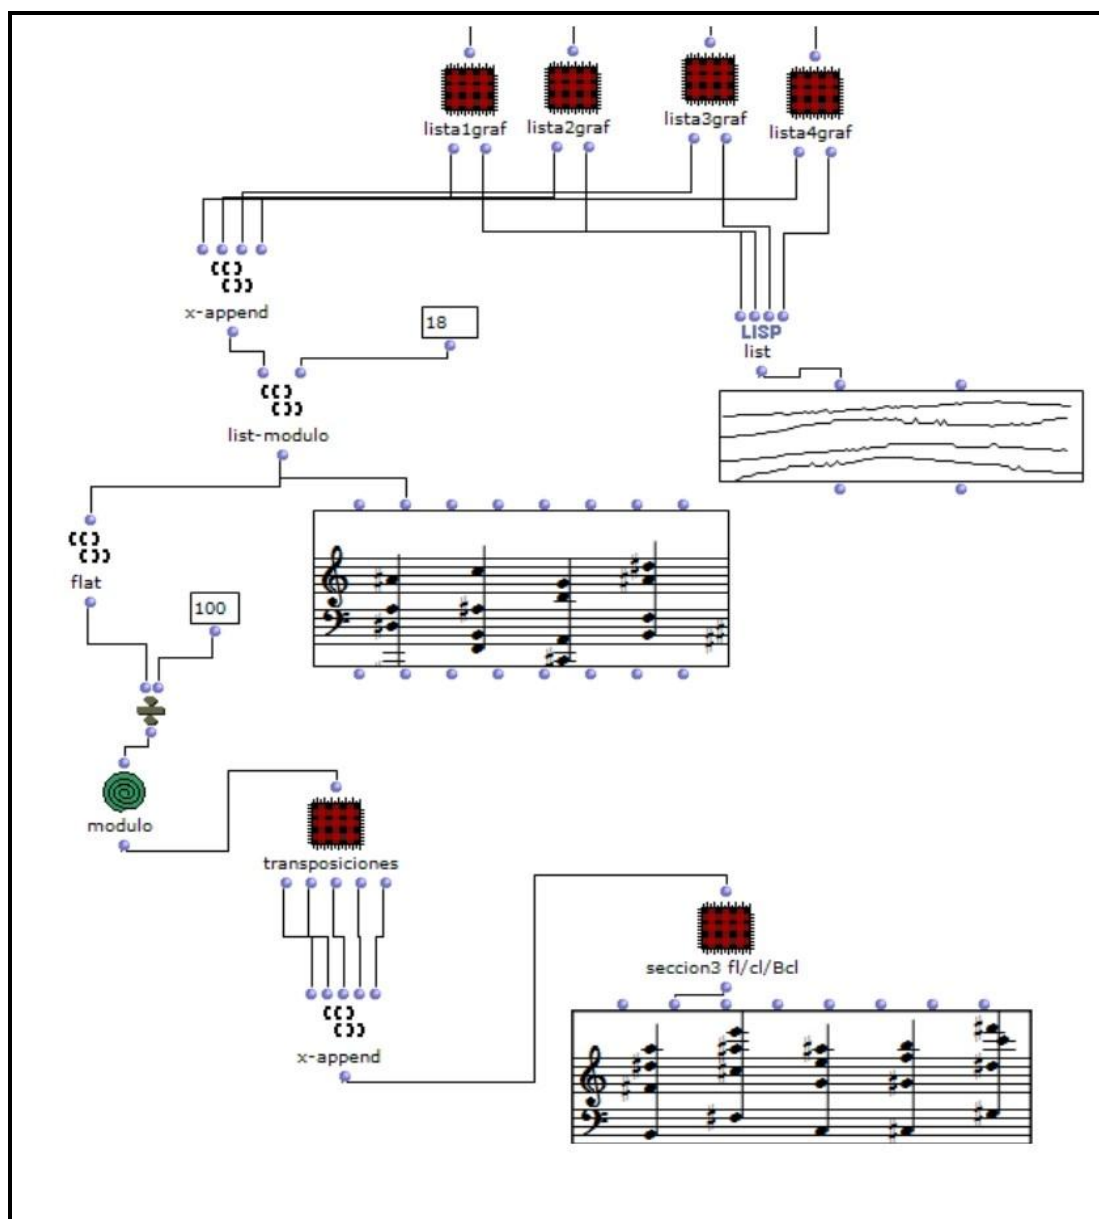 lista1graf
lista2graf
lista3graf
lista4graf
x-append
18
LISP
list
list-modulo
flat
100
modulo
transposiciones
seccion3 fl/cl/Bcl
x-append